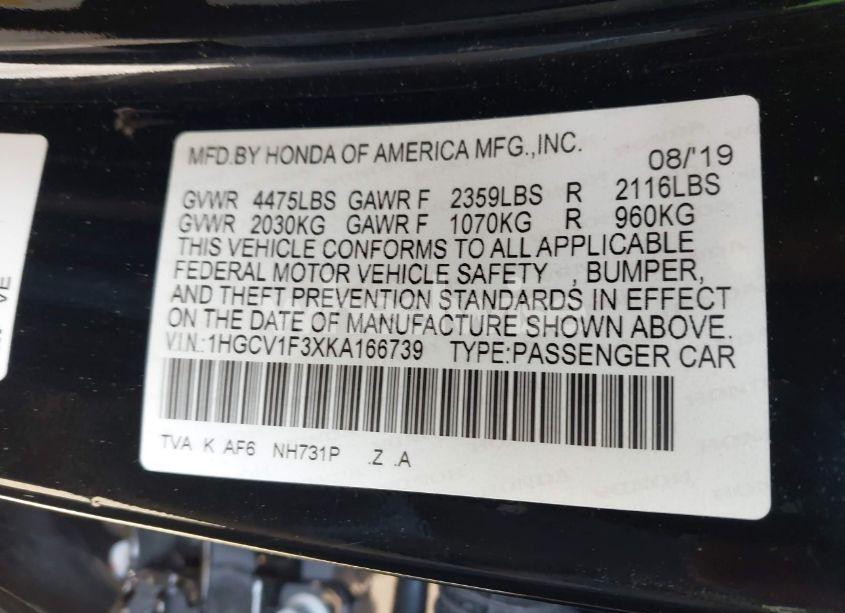 MFD.BY HONDA OF AMERICA MFG.,INC. 08/'19
GVWR 4475LBS GAWR F 2359LBS R 2116LBS
GVWR 2030KG GAWR F 1070KG R 960KG
THIS VEHICLE CONFORMS TO ALL APPLICABLE
FEDERAL MOTOR VEHICLE SAFETY , BUMPER,
AND THEFT PREVENTION STANDARDS IN EFFECT
ON THE DATE OF MANUFACTURE SHOWN ABOVE.
V.I.N.:1HGCV1F3XKA166739 TYPE:PASSENGER CAR
TVA K AF6 NH731P .Z .A
VE